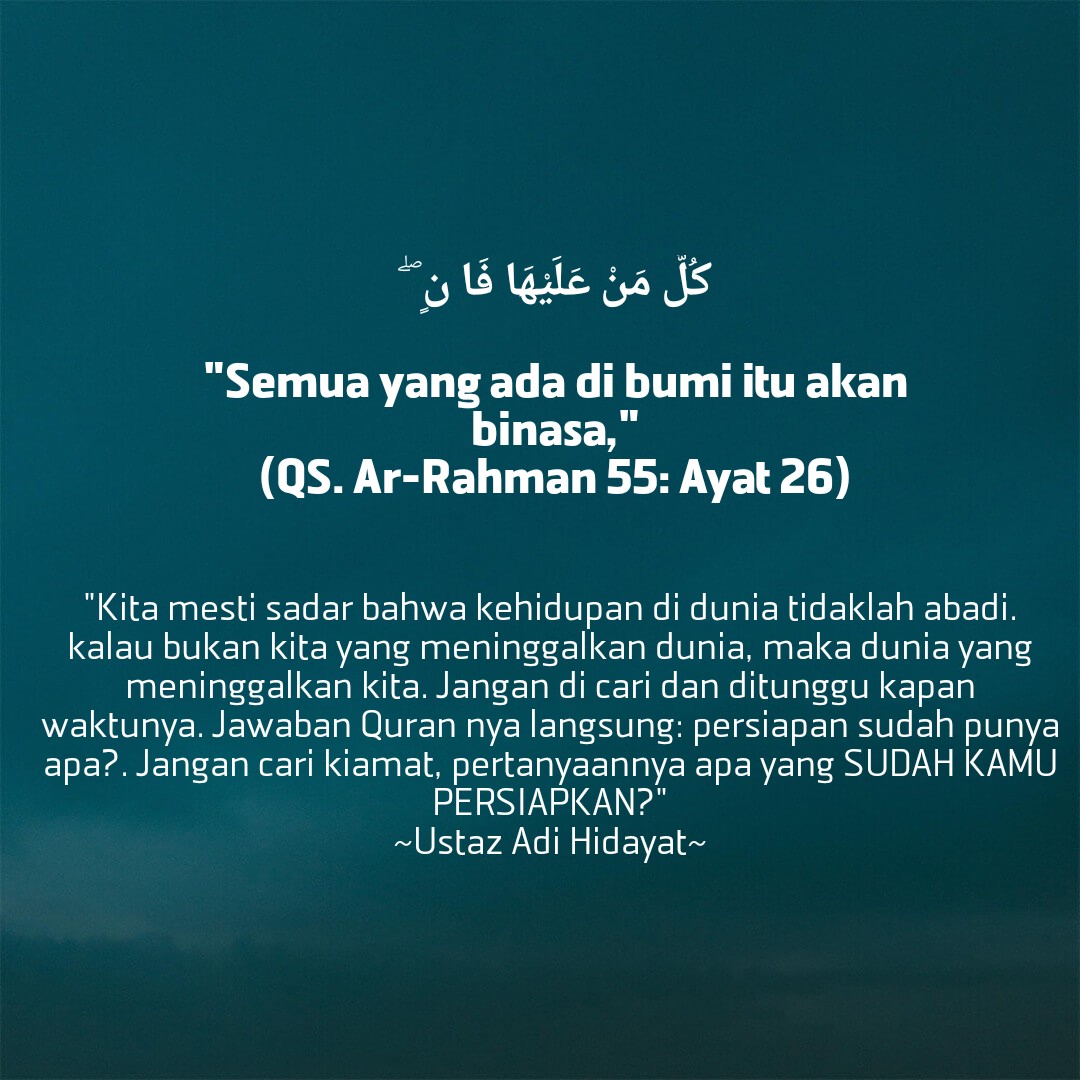 كُلُّ مَنْ عَلَيْهَا فَا نٍ ۖ
"Semua yang ada di bumi itu akan
binasa,"
(QS. Ar-Rahman 55: Ayat 26)
"Kita mesti sadar bahwa kehidupan di dunia tidaklah abadi.
kalau bukan kita yang meninggalkan dunia, maka dunia yang
meninggalkan kita. Jangan di cari dan ditunggu kapan
waktunya. Jawaban Quran nya langsung: persiapan sudah punya
apa?. Jangan cari kiamat, pertanyaannya apa yang SUDAH KAMU
PERSIAPKAN?"
~Ustaz Adi Hidayat~